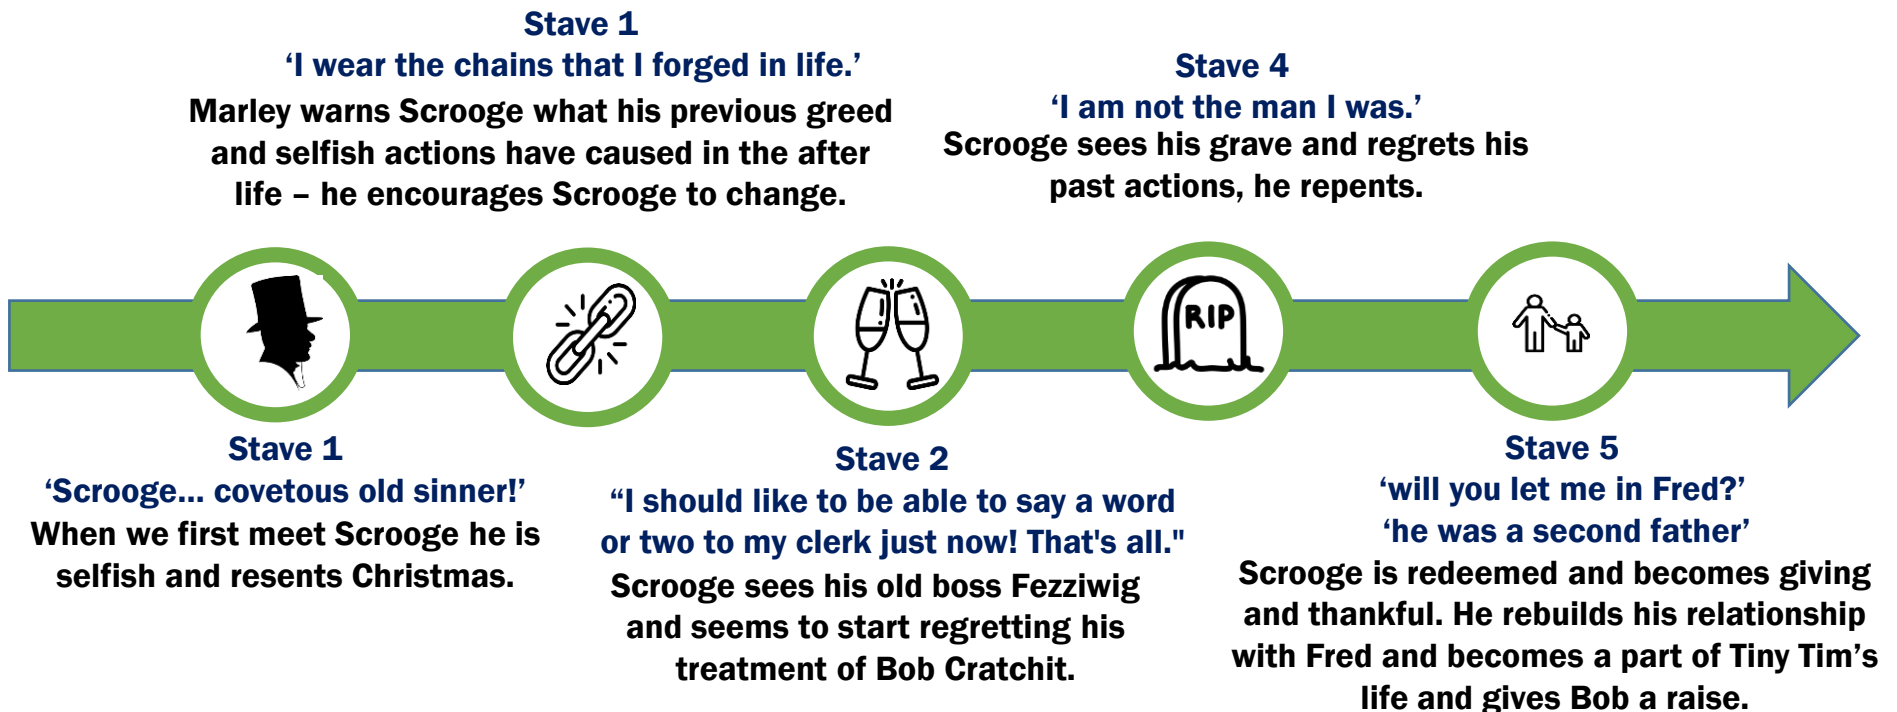 Stave 1
‘I wear the chains that I forged in life.’
Marley warns Scrooge what his previous greed
and selfish actions have caused in the after
life – he encourages Scrooge to change.
Stave 4
‘I am not the man I was.’
Scrooge sees his grave and regrets his
past actions, he repents.
RIP
Stave 1
‘Scrooge... covetous old sinner!’
When we first meet Scrooge he is
selfish and resents Christmas.
Stave 2
“I should like to be able to say a word
or two to my clerk just now! That's all."
Scrooge sees his old boss Fezziwig
and seems to start regretting his
treatment of Bob Cratchit.
Stave 5
‘will you let me in Fred?’
‘he was a second father’
Scrooge is redeemed and becomes giving
and thankful. He rebuilds his relationship
with Fred and becomes a part of Tiny Tim’s
life and gives Bob a raise.